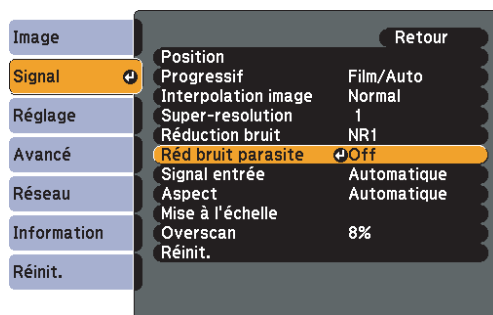 Image
Signal
Réglage
Avancé
Réseau
Information
Réinit.
Retour
Position
Progressif Film/Auto
Interpolation image Normal
Super-resolution 1
Réduction bruit NR1
Réd bruit parasite Off
Signal entrée Automatique
Aspect Automatique
Mise à l'échelle
Overscan 8%
Réinit.